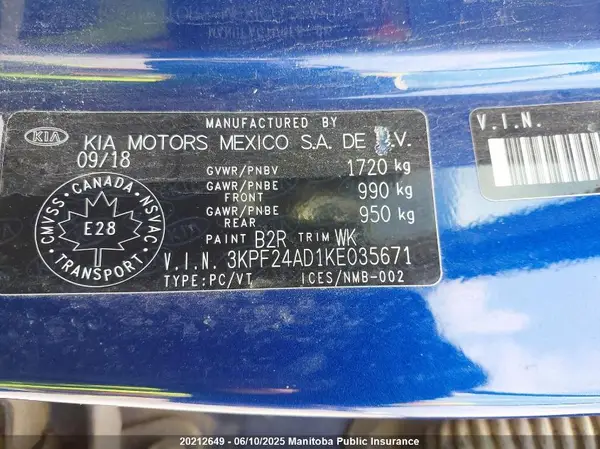 MANUFACTURED BY
KIA KIA MOTORS MEXICO S.A. DE V.
09/18
GVWR/PNBV 1720 kg
GAWR/PNBE FRONT 990 kg
GAWR/PNBE REAR 950 kg
PAINT B2R TRIM WK
V.I.N. 3KPF24AD1KE035671
TYPE:PC/VT ICES/NMB-002
CMVSS CANADA NSVAC
E28
TRANSPORT
V.I.N.
20212649 - 06/10/2025 Manitoba Public Insurance